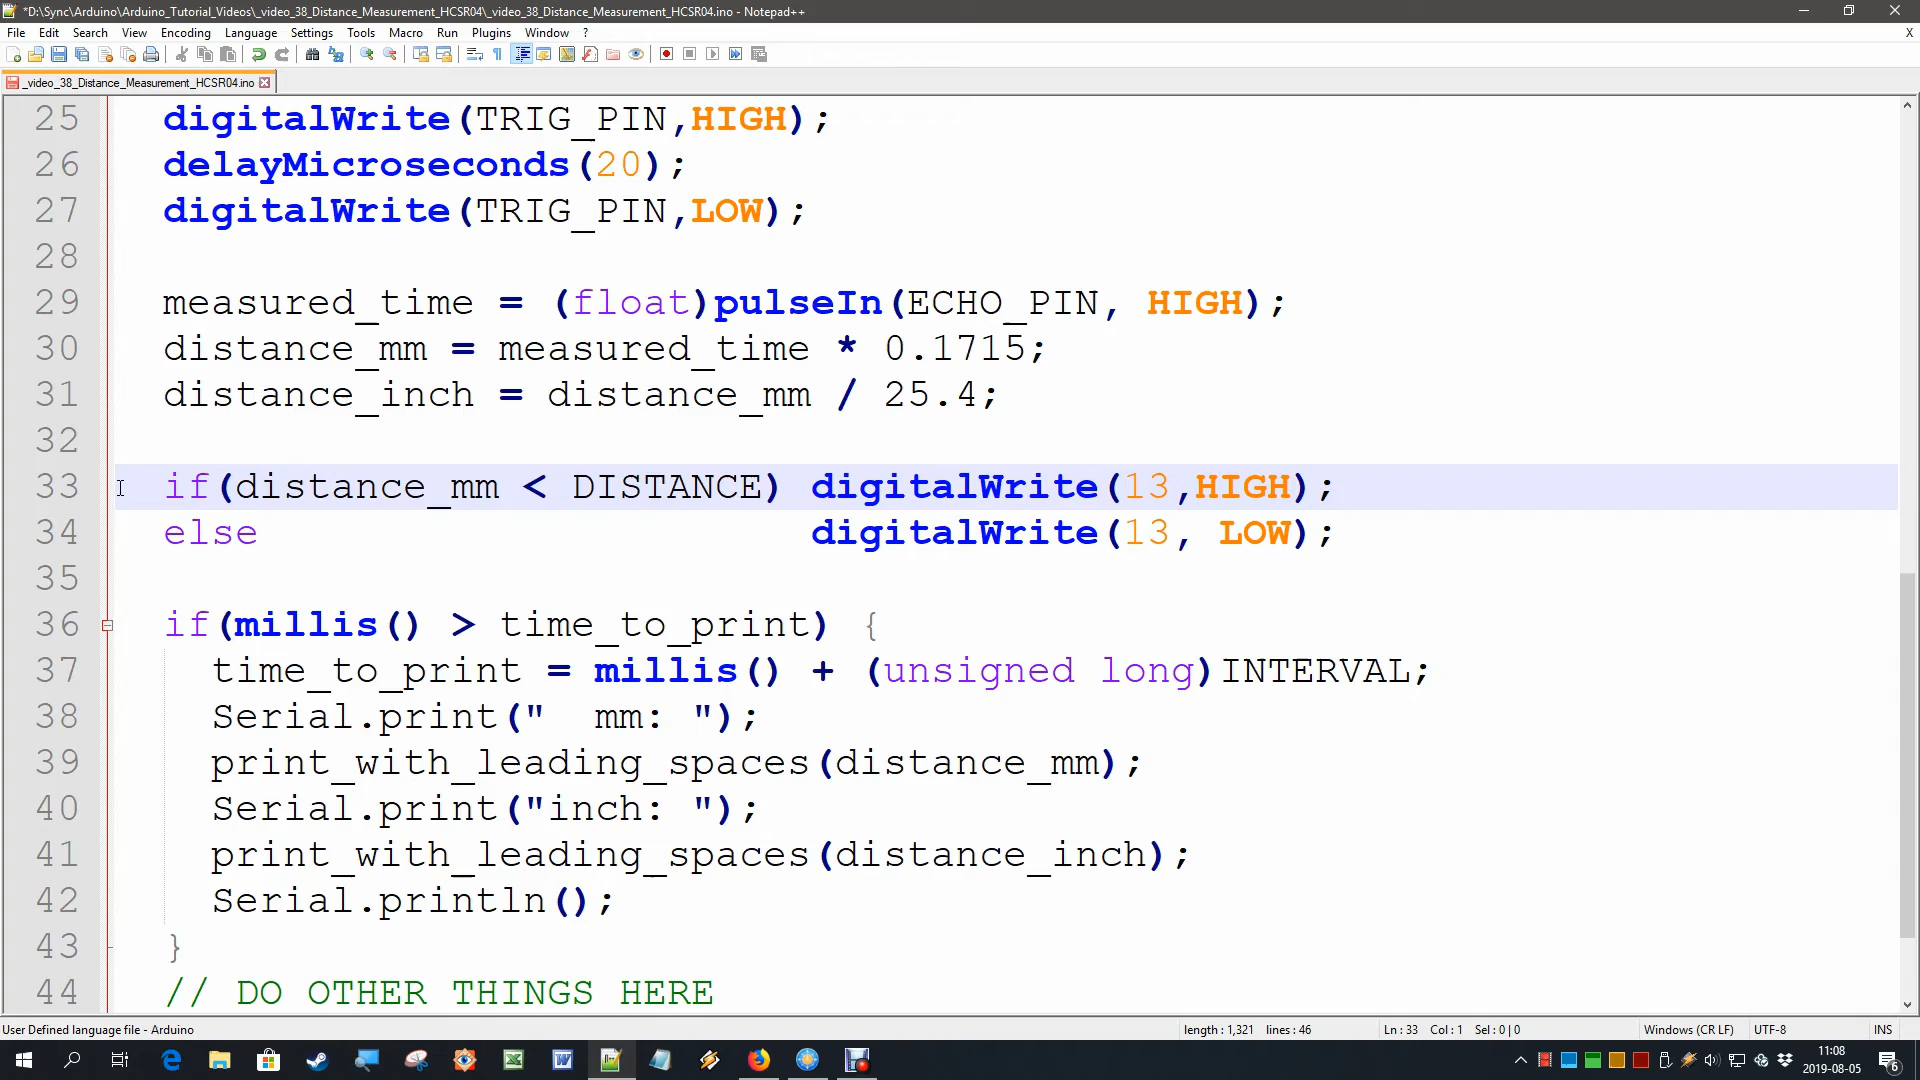 *D:\Sync\Arduino\Arduino_Tutorial_Videos\_video_38_Distance_Measurement_HCSR04\_video_38_Distance_Measurement_HCSR04.ino - Notepad++
File Edit Search View Encoding Language Settings Tools Macro Run Plugins Window ? X
_video_38_Distance_Measurement_HCSR04.ino
25 digitalWrite(TRIG_PIN,HIGH);
26 delayMicroseconds(20);
27 digitalWrite(TRIG_PIN,LOW);
28
29 measured_time = (float)pulseIn(ECHO_PIN, HIGH);
30 distance_mm = measured_time * 0.1715;
31 distance_inch = distance_mm / 25.4;
32
33 if(distance_mm < DISTANCE) digitalWrite(13,HIGH);
34 else digitalWrite(13, LOW);
35
36 if(millis() > time_to_print) {
37 time_to_print = millis() + (unsigned long)INTERVAL;
38 Serial.print("  mm: ");
39 print_with_leading_spaces(distance_mm);
40 Serial.print("inch: ");
41 print_with_leading_spaces(distance_inch);
42 Serial.println();
43 }
44 // DO OTHER THINGS HERE
User Defined language file - Arduino length : 1,321 lines : 46 Ln : 33 Col : 1 Sel : 0 | 0 Windows (CR LF) UTF-8 INS
11:08
2019-08-05
6